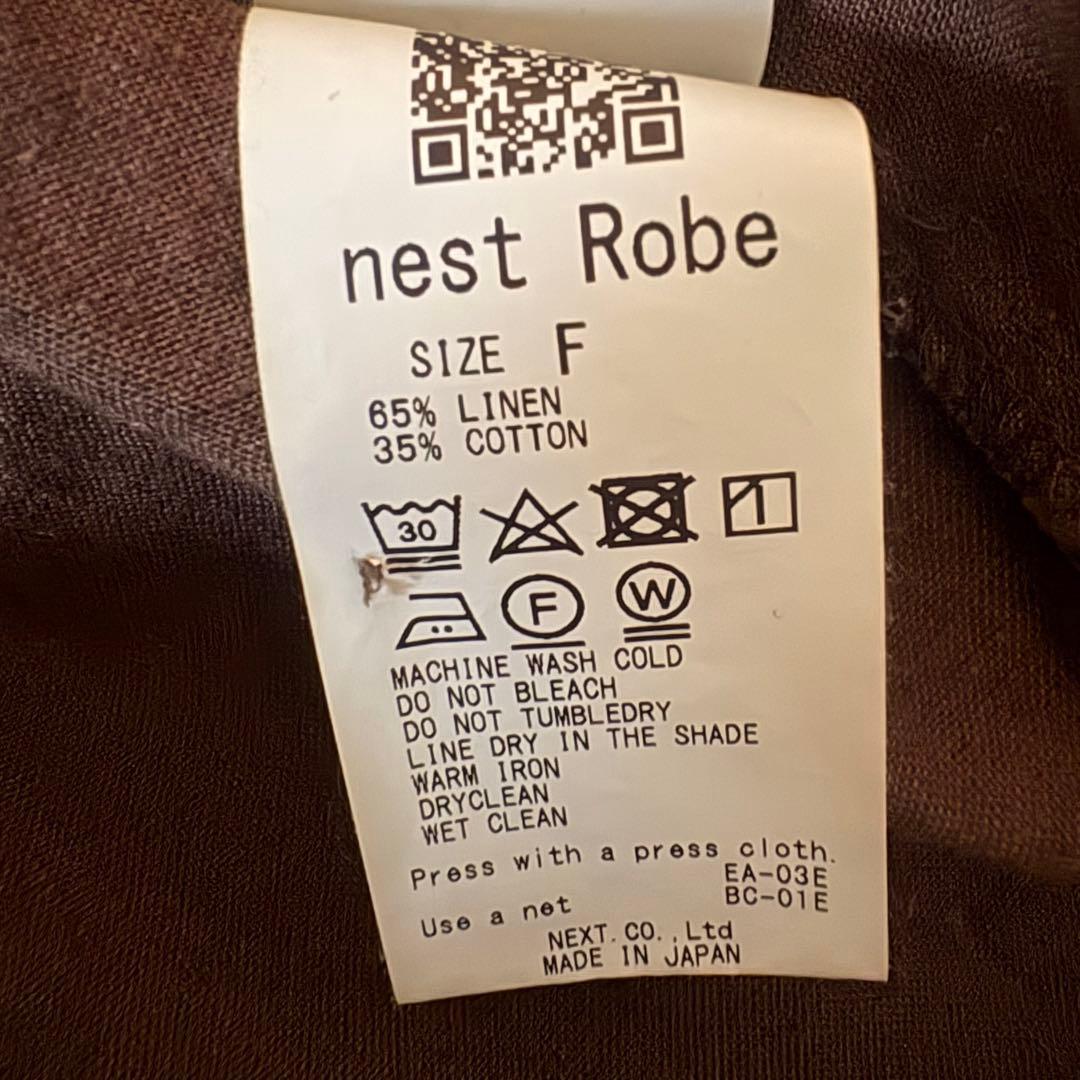 nest Robe
SIZE F
65% LINEN
35% COTTON
30
F W
MACHINE WASH COLD
DO NOT BLEACH
DO NOT TUMBLEDRY
LINE DRY IN THE SHADE
WARM IRON
DRYCLEAN
WET CLEAN
Press with a press cloth.
EA-03E
BC-01E
Use a net
NEXT.CO.,Ltd
MADE IN JAPAN